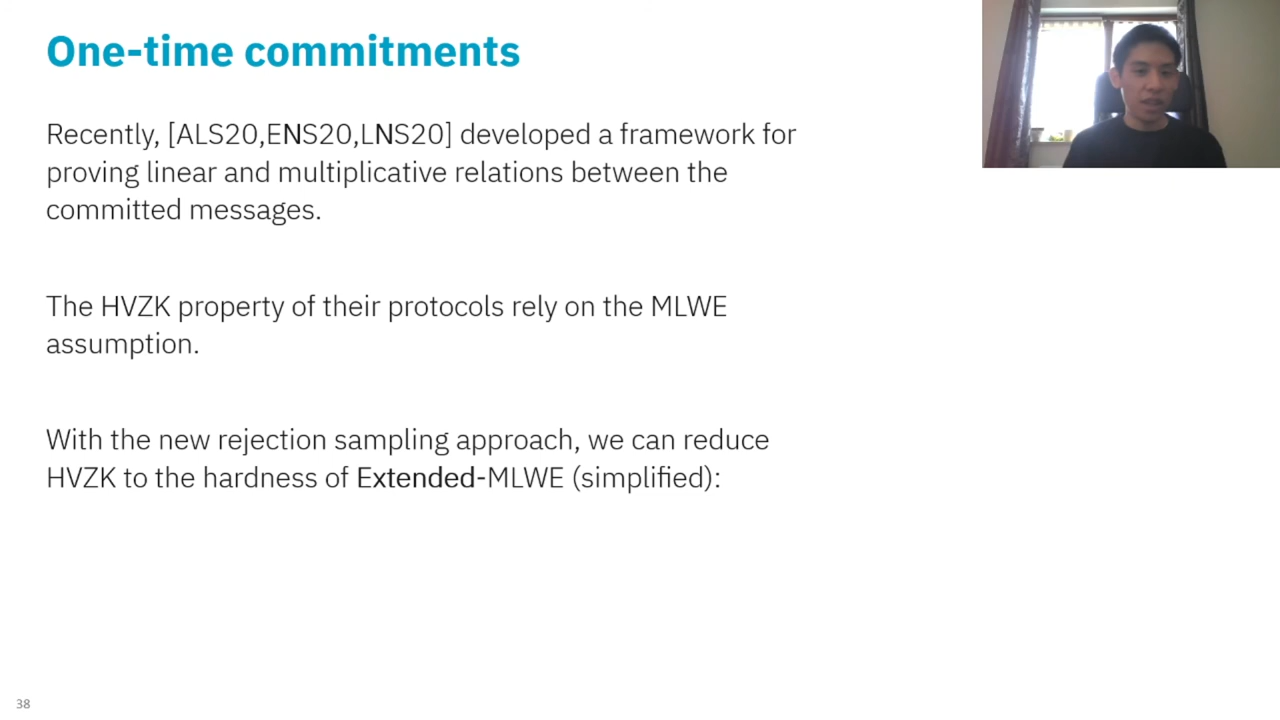 One-time commitments
Recently, [ALS20,ENS20,LNS20] developed a framework for
proving linear and multiplicative relations between the
committed messages.
The HVZK property of their protocols rely on the MLWE
assumption.
With the new rejection sampling approach, we can reduce
HVZK to the hardness of Extended-MLWE (simplified):
38